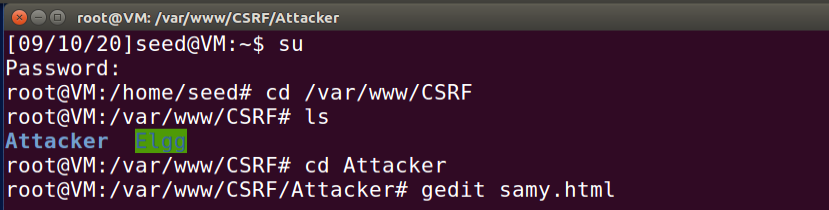 root@VM: /var/www/CSRF/Attacker
[09/10/20]seed@VM:~$ su
Password:
root@VM:/home/seed# cd /var/www/CSRF
root@VM:/var/www/CSRF# ls
Attacker  Elgg
root@VM:/var/www/CSRF# cd Attacker
root@VM:/var/www/CSRF/Attacker# gedit samy.html